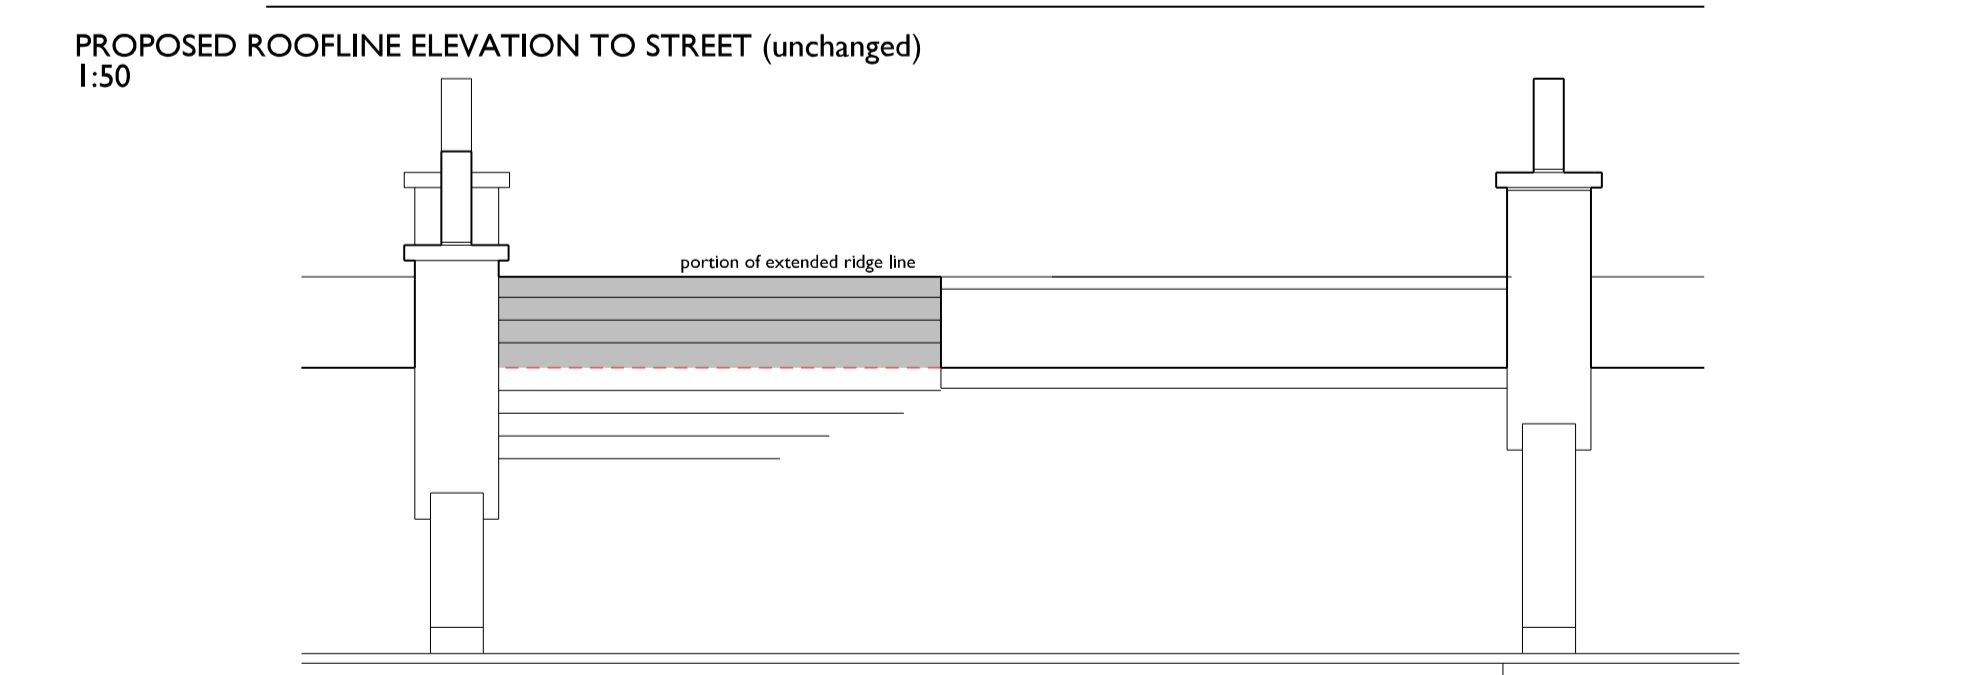 PROPOSED ROOFLINE ELEVATION TO STREET (unchanged)
1:50
portion of extended ridge line